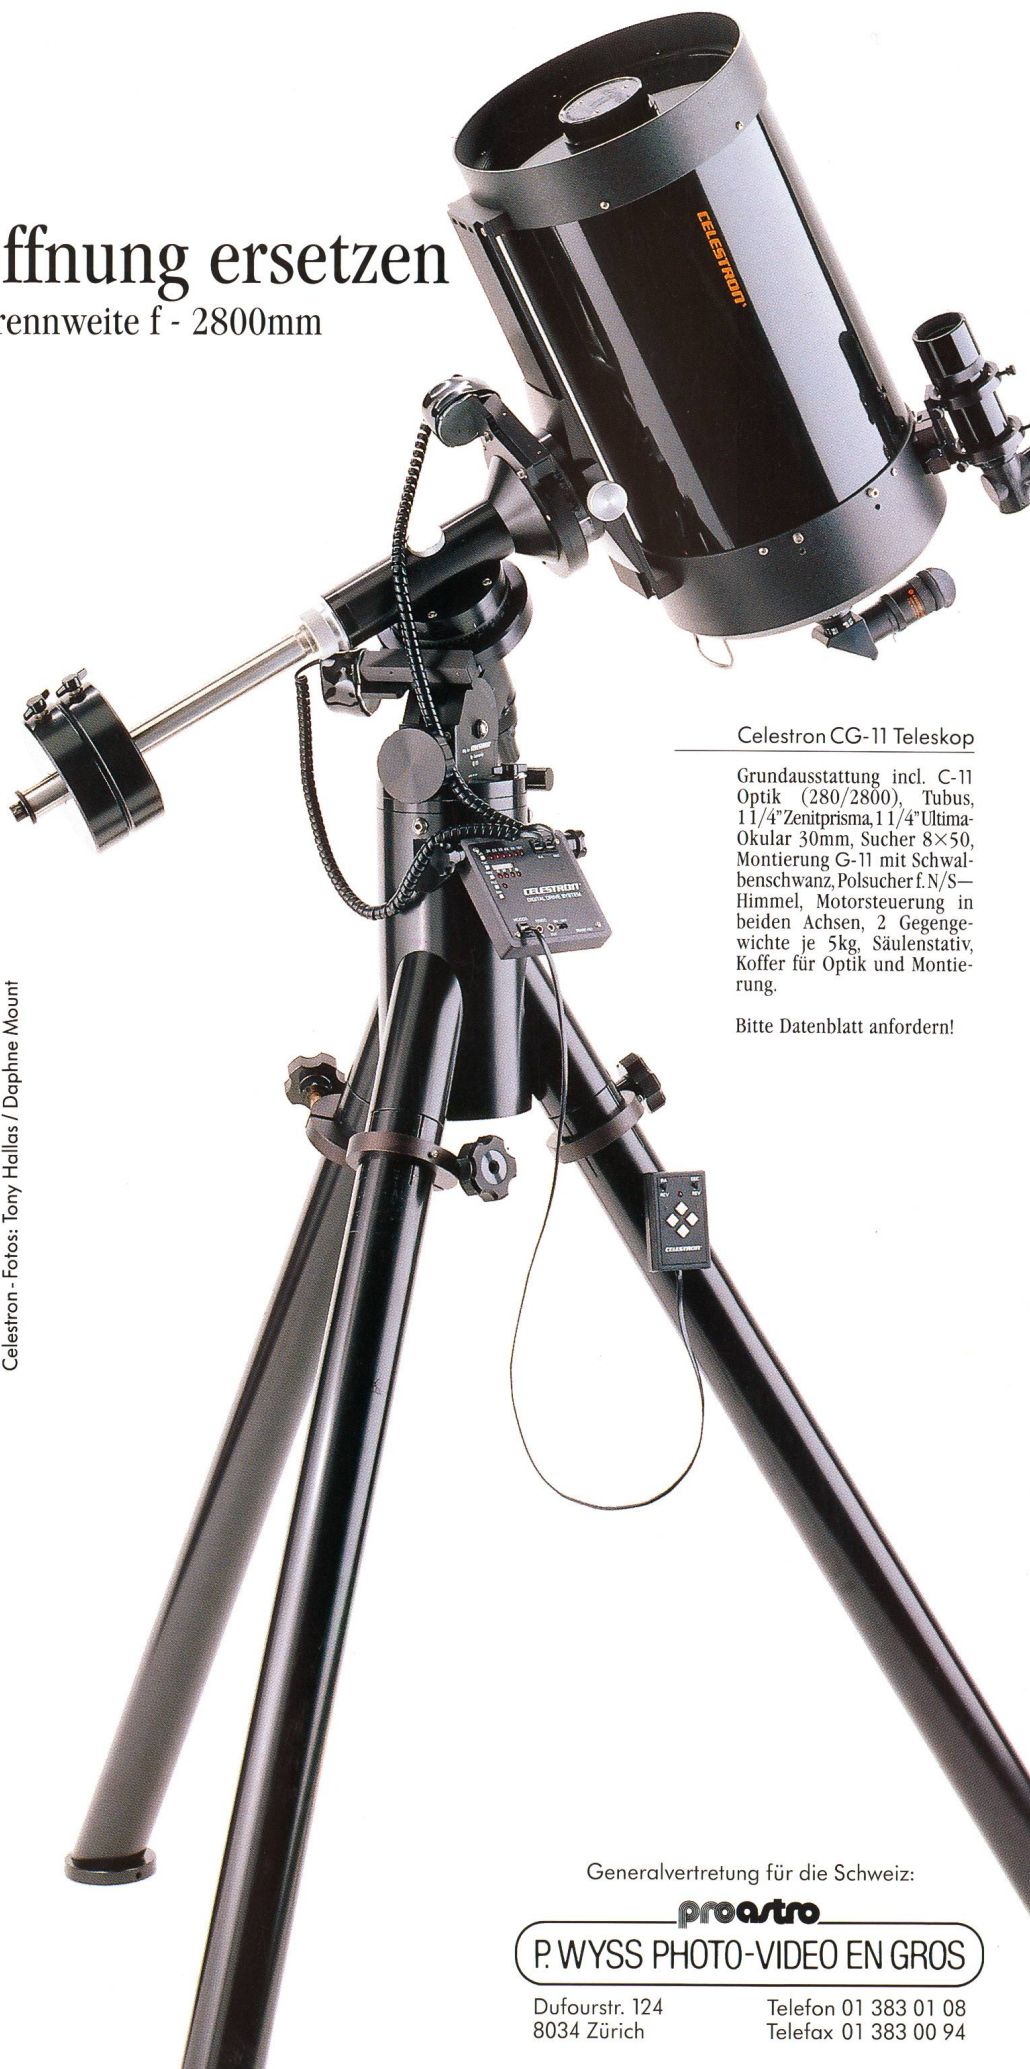 ffnung ersetzen
rennweite f - 2800mm
CELESTRON
Celestron CG-11 Teleskop
Grundausstattung incl. C-11
Optik (280/2800), Tubus,
1 1/4" Zenitprisma, 1 1/4" Ultima-
Okular 30mm, Sucher 8×50,
Montierung G-11 mit Schwal-
benschwanz, Polsucher f. N/S—
Himmel, Motorsteuerung in
beiden Achsen, 2 Gegenge-
wichte je 5kg, Säulenstativ,
Koffer für Optik und Montie-
rung.
Bitte Datenblatt anfordern!
CELESTRON
DIGITAL DRIVE SYSTEM
RA DEC
REV REV
CELESTRON
Celestron - Fotos: Tony Hallas / Daphne Mount
Generalvertretung für die Schweiz:
proastro
P. WYSS PHOTO-VIDEO EN GROS
Dufourstr. 124
8034 Zürich
Telefon 01 383 01 08
Telefax 01 383 00 94